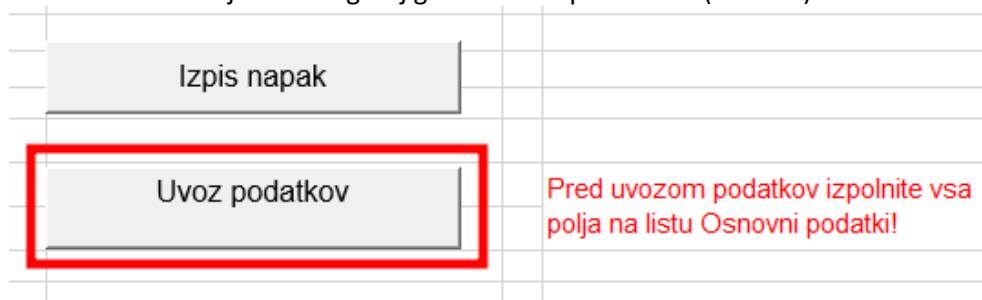 Izpis napak
Uvoz podatkov
Pred uvozom podatkov izpolnite vsa
polja na listu Osnovni podatki!